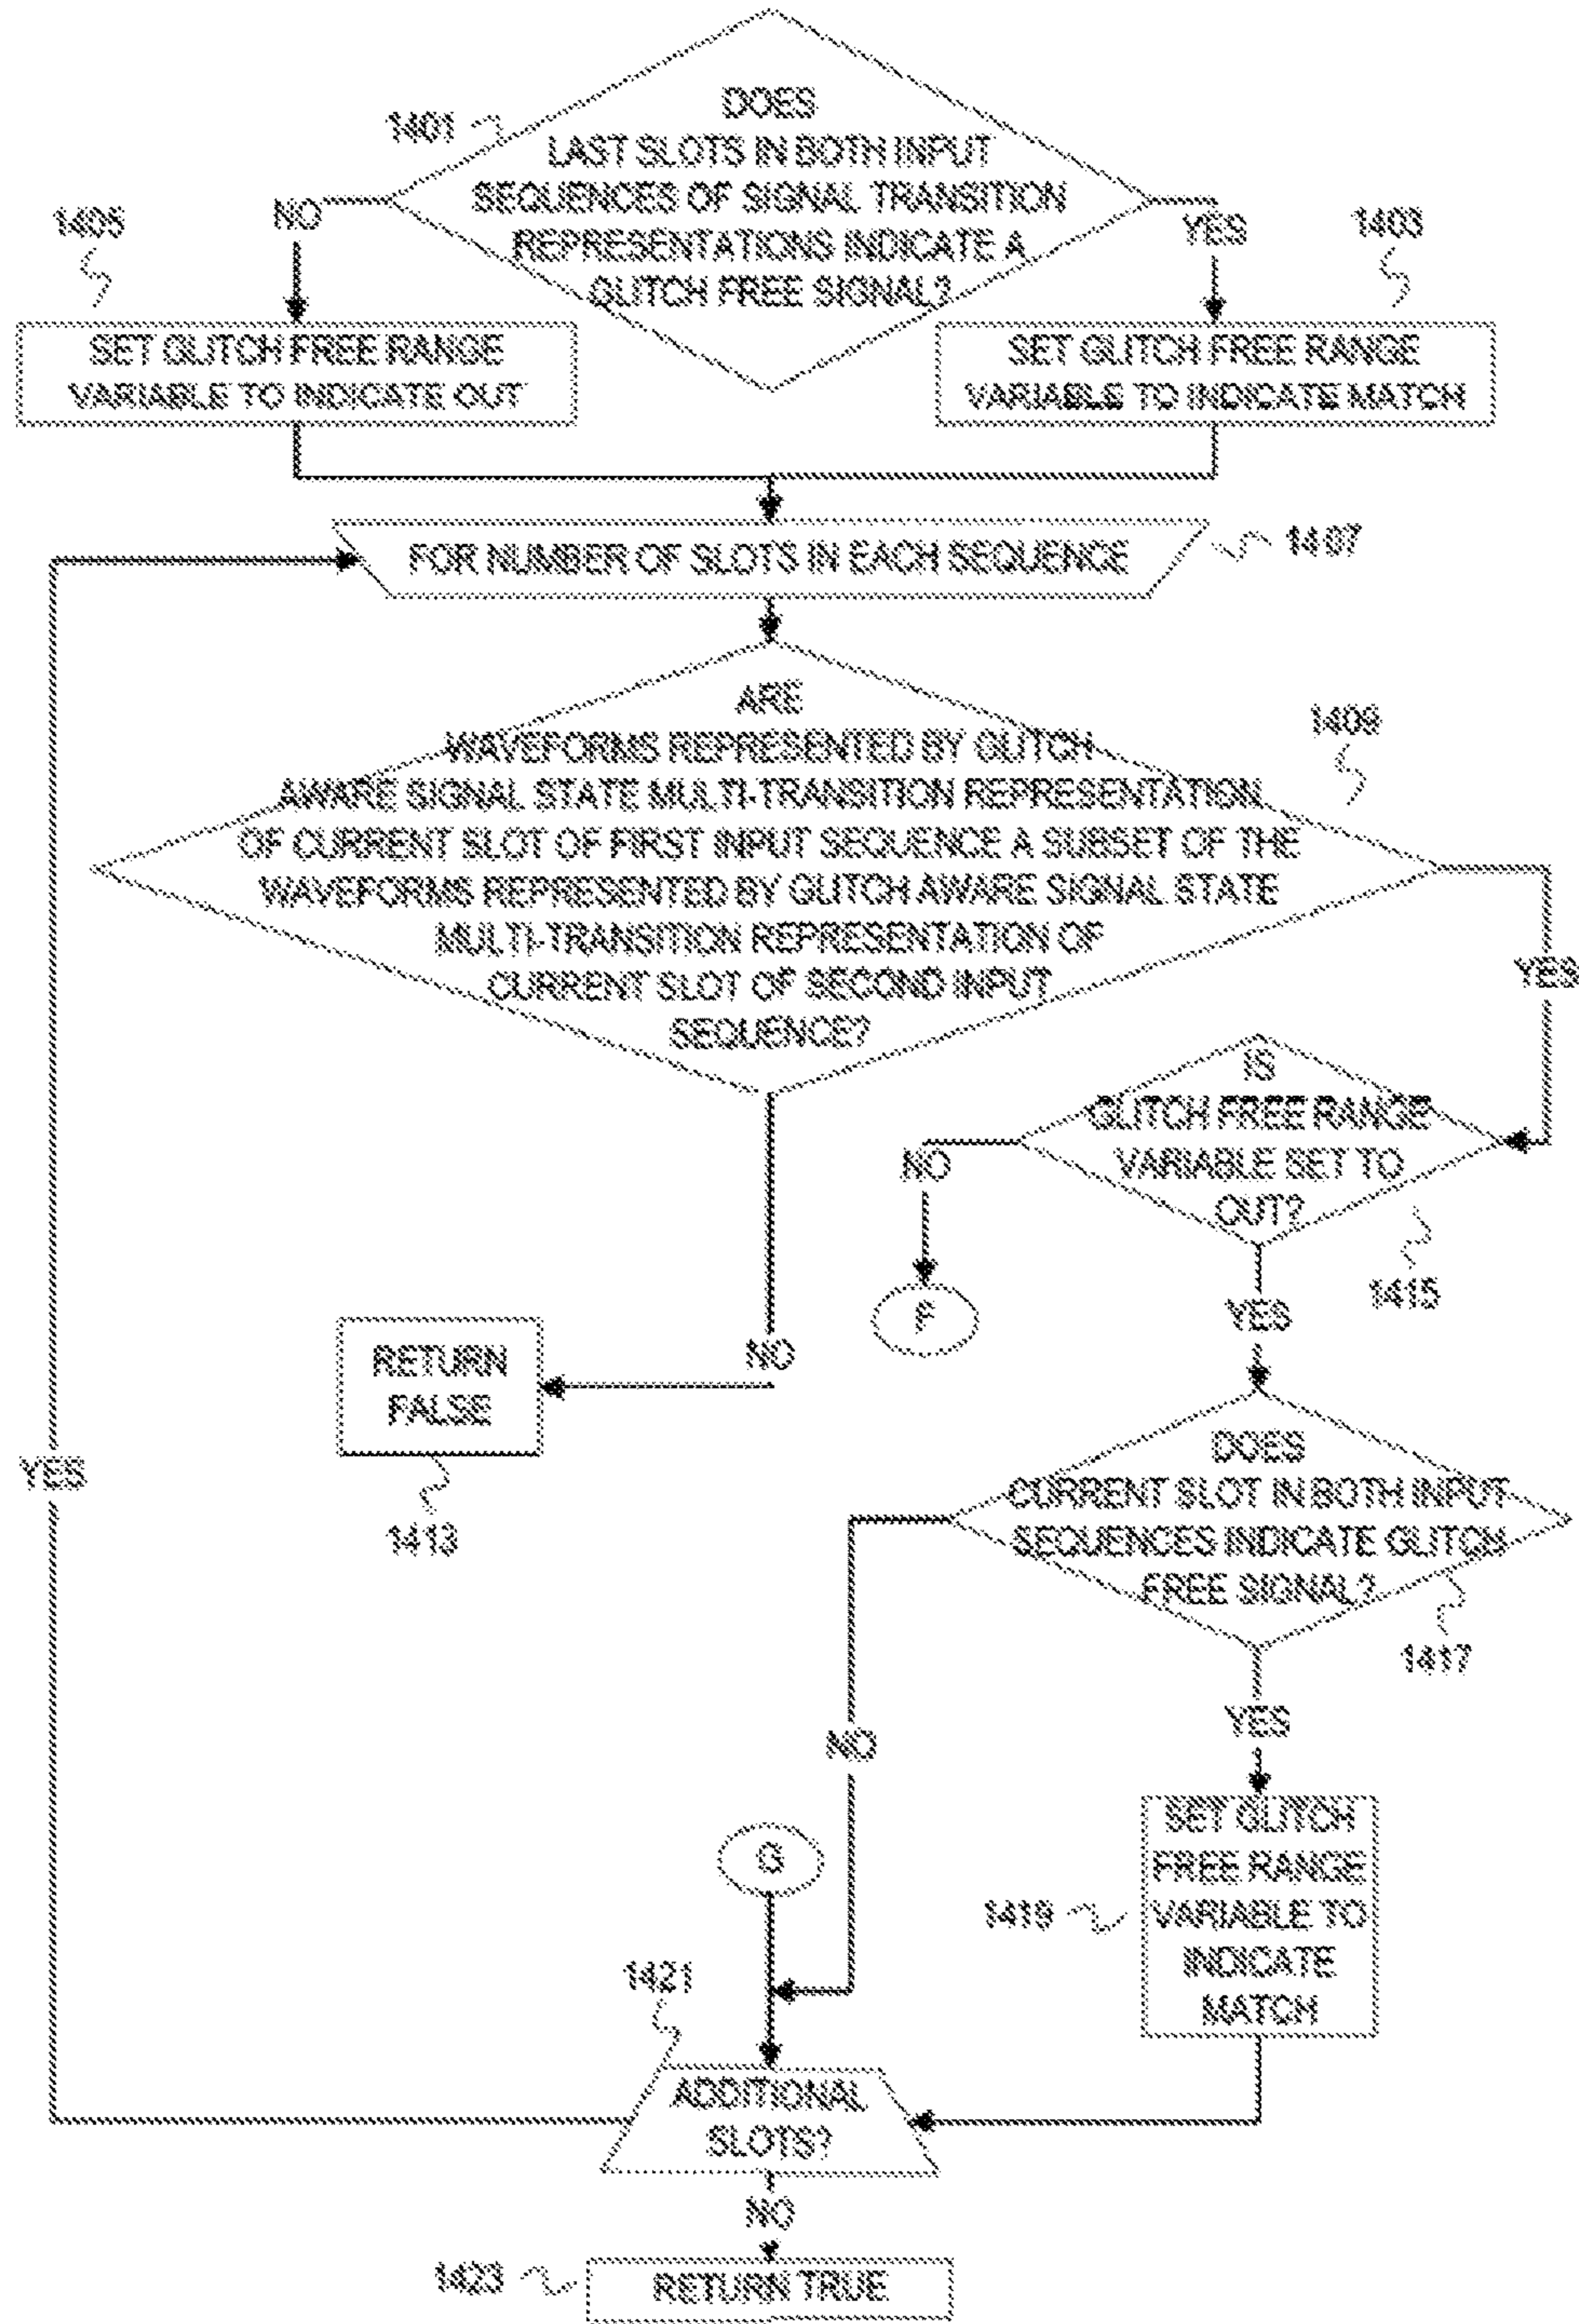 DOES
LAST SLOTS IN BOTH INPUT
SEQUENCES OF SIGNAL TRANSITION
REPRESENTATIONS INDICATE A
GLITCH FREE SIGNAL?
1401
NO
YES
1405
1403
SET GLITCH FREE RANGE
VARIABLE TO INDICATE OUT
SET GLITCH FREE RANGE
VARIABLE TO INDICATE MATCH
FOR NUMBER OF SLOTS IN EACH SEQUENCE
1407
ARE
WAVEFORMS REPRESENTED BY GLITCH
AWARE SIGNAL STATE MULTI-TRANSITION REPRESENTATION
OF CURRENT SLOT OF FIRST INPUT SEQUENCE A SUBSET OF THE
WAVEFORMS REPRESENTED BY GLITCH AWARE SIGNAL STATE
MULTI-TRANSITION REPRESENTATION OF
CURRENT SLOT OF SECOND INPUT
SEQUENCE?
1409
YES
IS
GLITCH FREE RANGE
VARIABLE SET TO
OUT?
1415
NO
F
YES
NO
RETURN
FALSE
1413
YES
DOES
CURRENT SLOT IN BOTH INPUT
SEQUENCES INDICATE GLITCH
FREE SIGNAL?
1417
NO
YES
SET GLITCH
FREE RANGE
VARIABLE TO
INDICATE
MATCH
1419
G
1421
ADDITIONAL
SLOTS?
NO
1423
RETURN TRUE